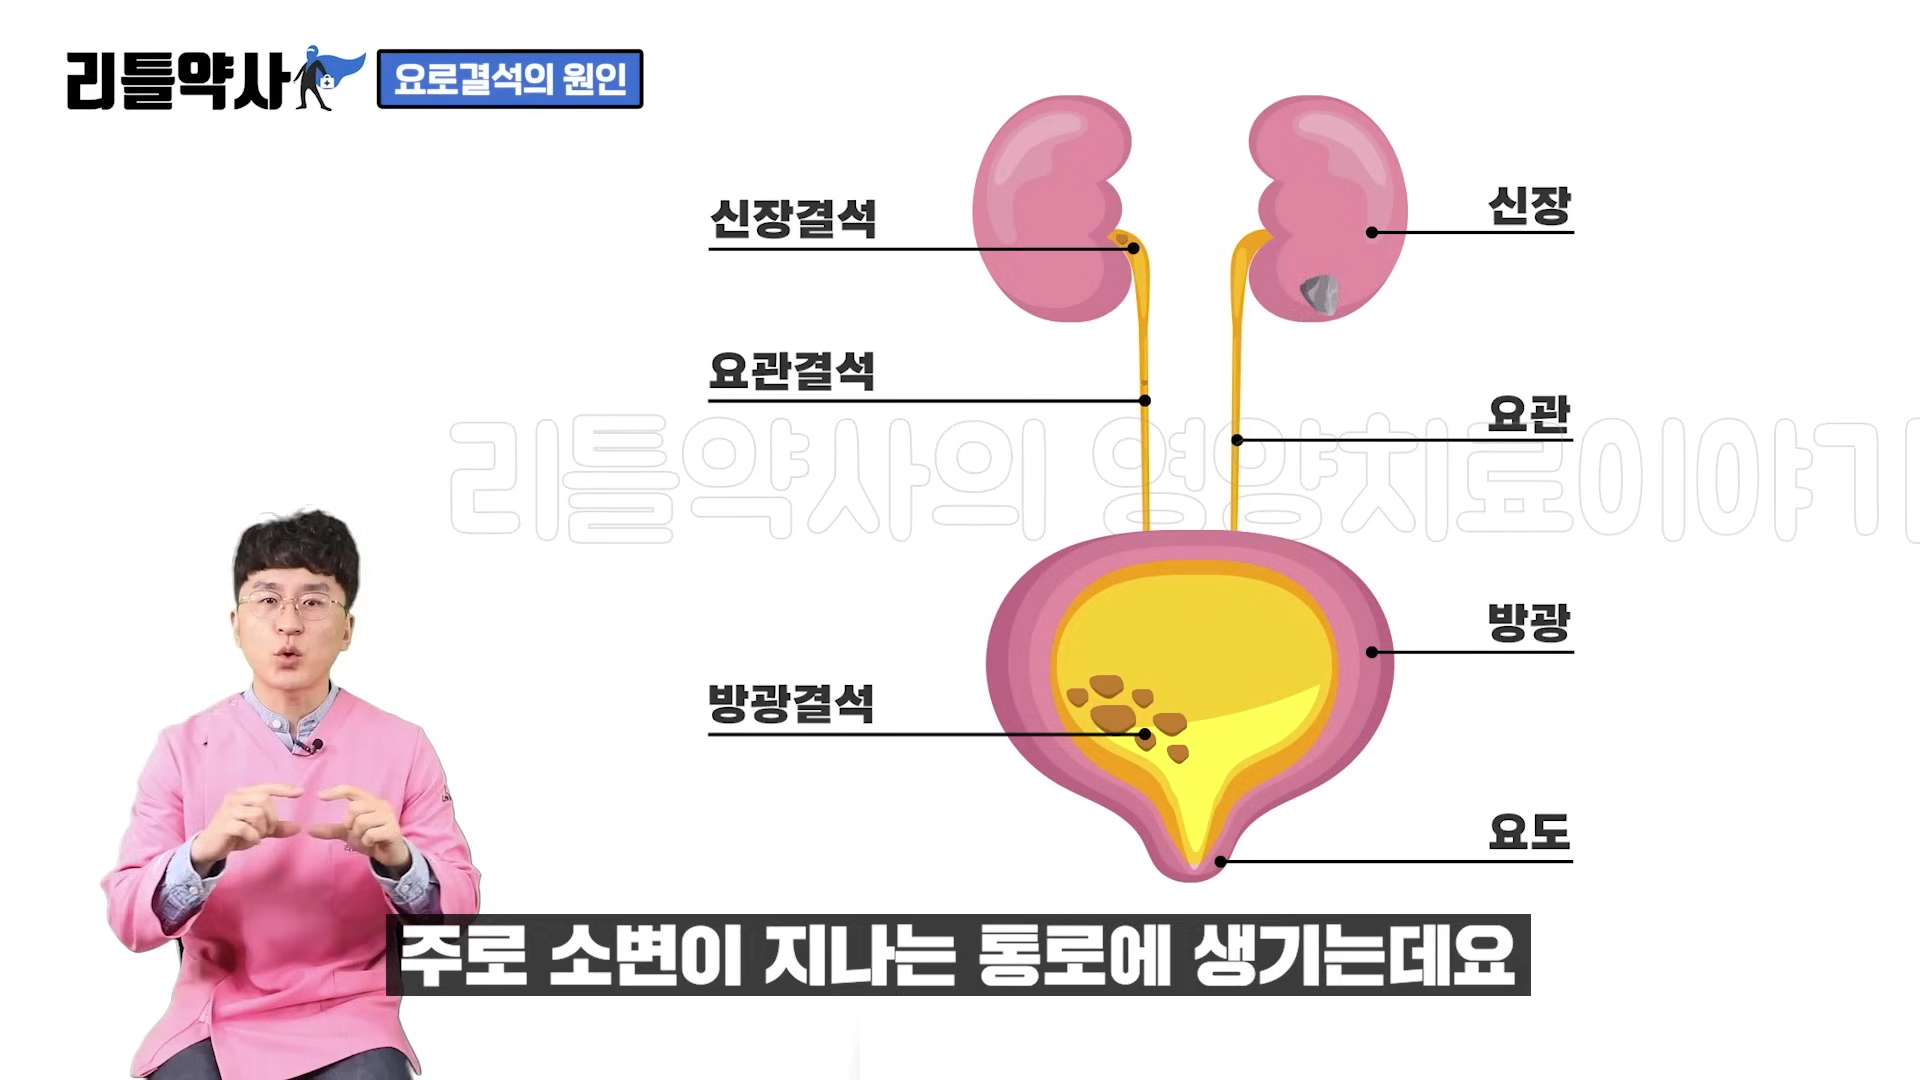 리틀약사
요로결석의 원인
신장결석
신장
요관결석
요관
리틀약사의 영양치료이야기
방광
방광결석
요도
주로 소변이 지나는 통로에 생기는데요